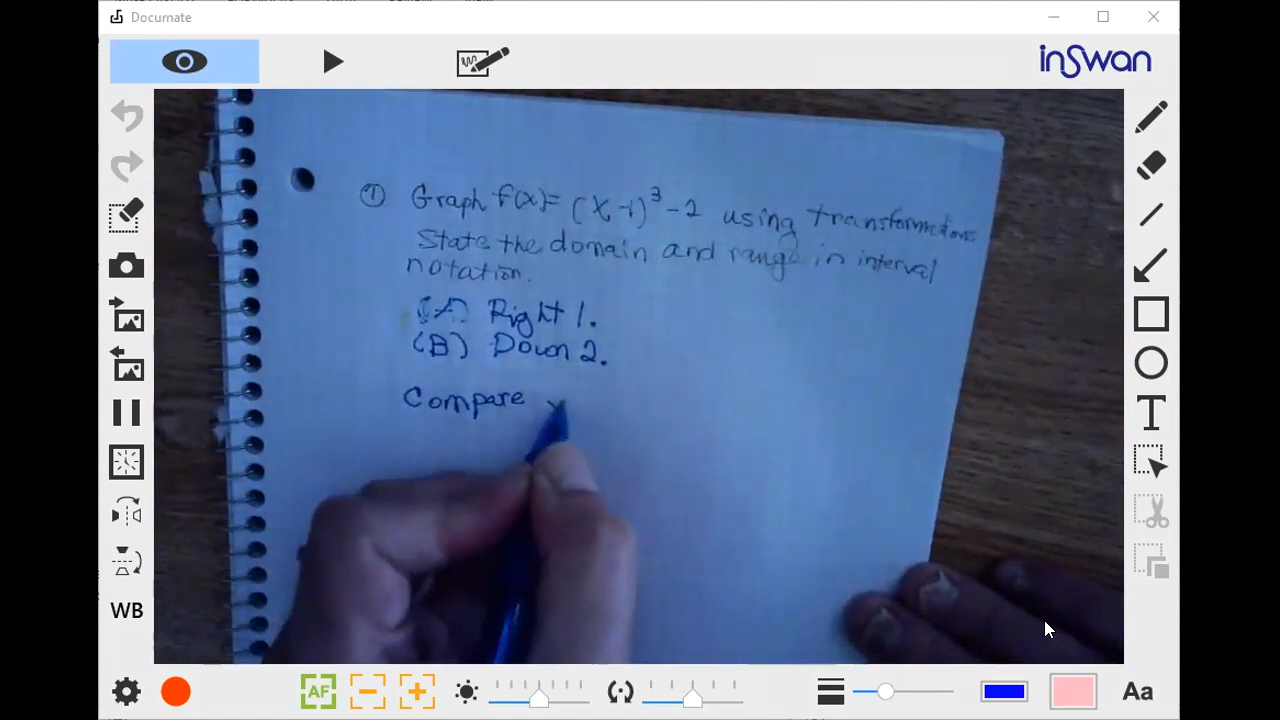 Documate
inSwan
① Graph f(x)= (x-1)³-2 using transformations
State the domain and range in interval
notation.
(A) Right 1.
(B) Down 2.
Compare
T
WB
AF
Aa